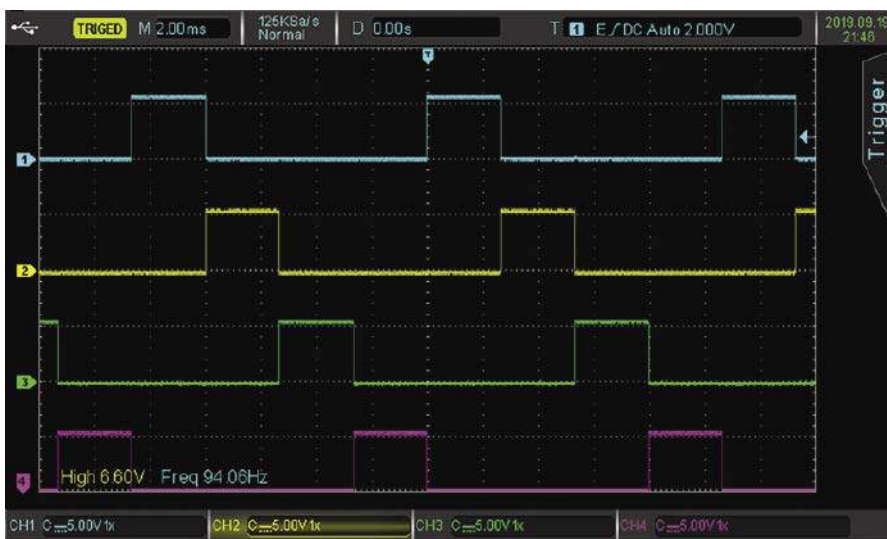 TRIGED M 2.00ms 125KSa/s Normal D 0.00s T 1 E DC Auto 2.000V 2019.09.19 21:46
Trigger
T
1
2
3
4
High 6.60V Freq 94.06Hz
CH1 C 5.00V 1x CH2 C 5.00V 1x CH3 C 5.00V 1x CH4 C 5.00V 1x